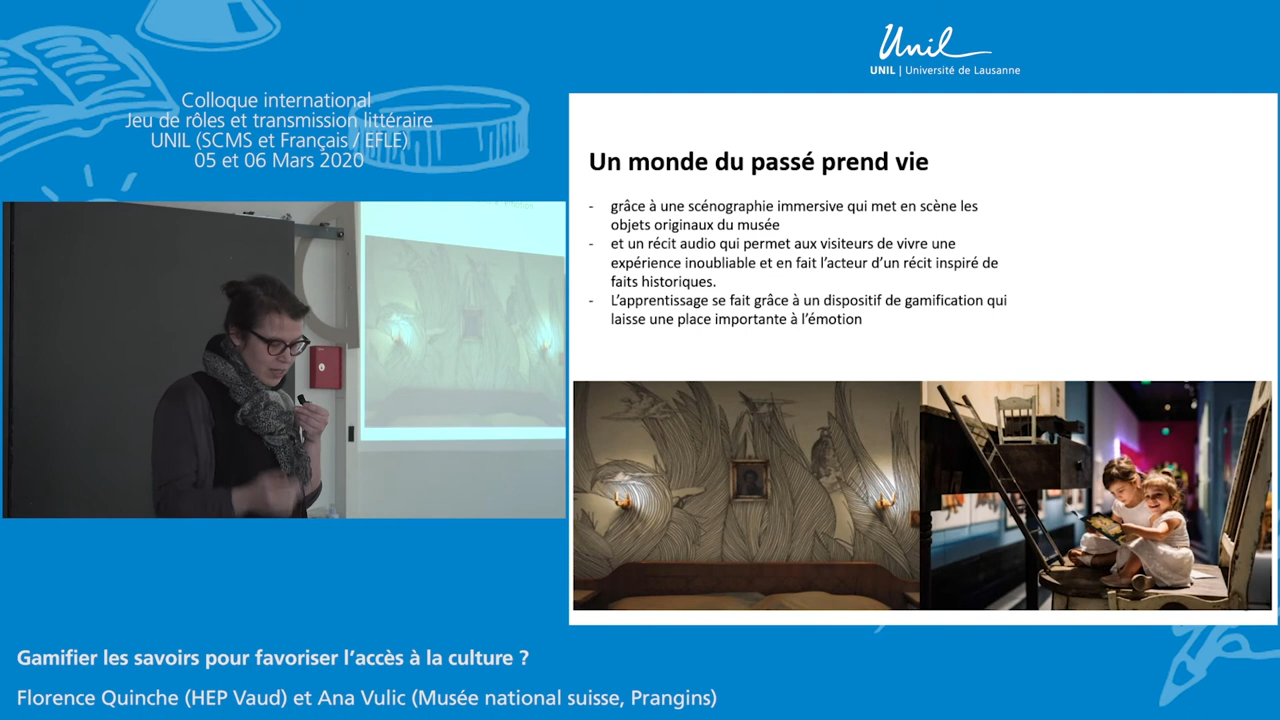 Unil
UNIL | Université de Lausanne
Colloque international
Jeu de rôles et transmission littéraire
UNIL (SCMS et Français / EFLE)
05 et 06 Mars 2020
Un monde du passé prend vie
- grâce à une scénographie immersive qui met en scène les
objets originaux du musée
- et un récit audio qui permet aux visiteurs de vivre une
expérience inoubliable et en fait l’acteur d’un récit inspiré de
faits historiques.
- L’apprentissage se fait grâce à un dispositif de gamification qui
laisse une place importante à l’émotion
Gamifier les savoirs pour favoriser l’accès à la culture ?
Florence Quinche (HEP Vaud) et Ana Vulic (Musée national suisse, Prangins)